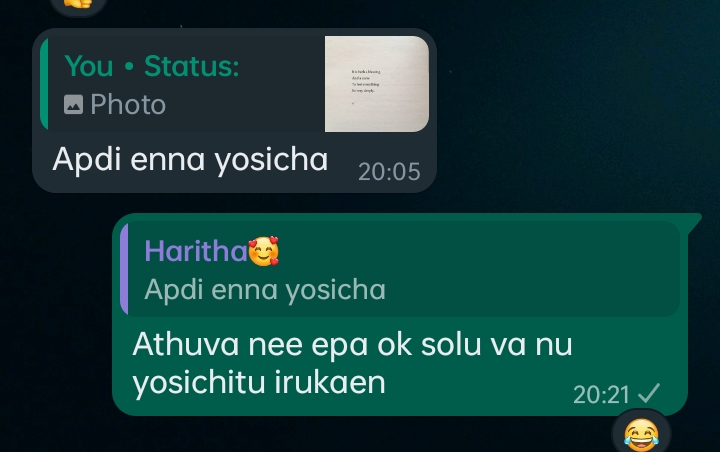 You • Status:
Photo
Apdi enna yosicha
20:05
Haritha🥰
Apdi enna yosicha
Athuva nee epa ok solu va nu
yosichitu irukaen
20:21